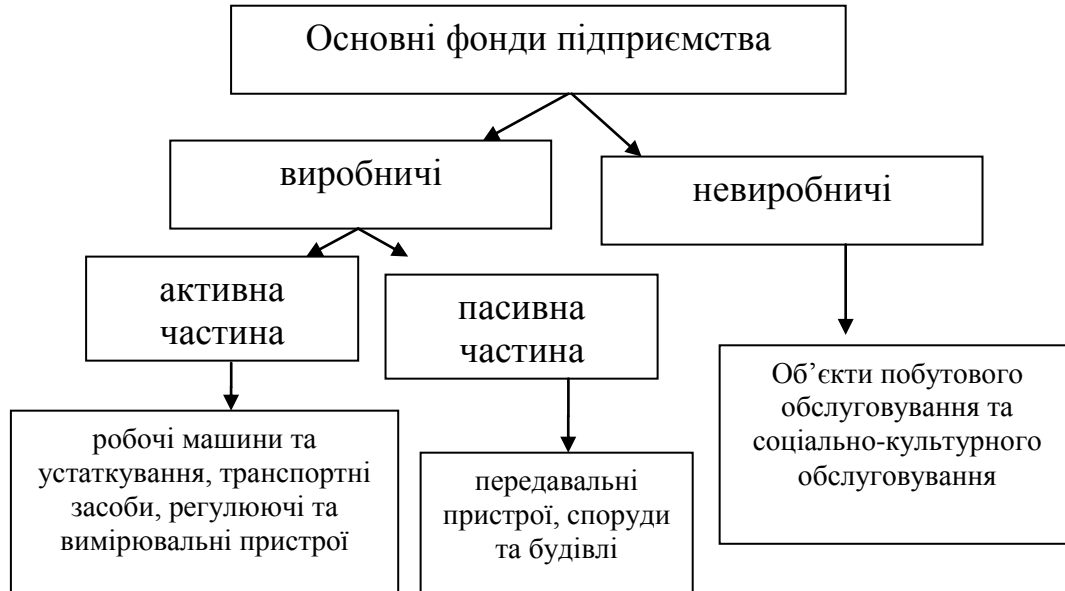 Основні фонди підприємства
виробничі
невиробничі
активна
частина
пасивна
частина
робочі машини та
устаткування, транспортні
засоби, регулюючі та
вимірювальні пристрої
передавальні
пристрої, споруди
та будівлі
Об’єкти побутового
обслуговування та
соціально-культурного
обслуговування